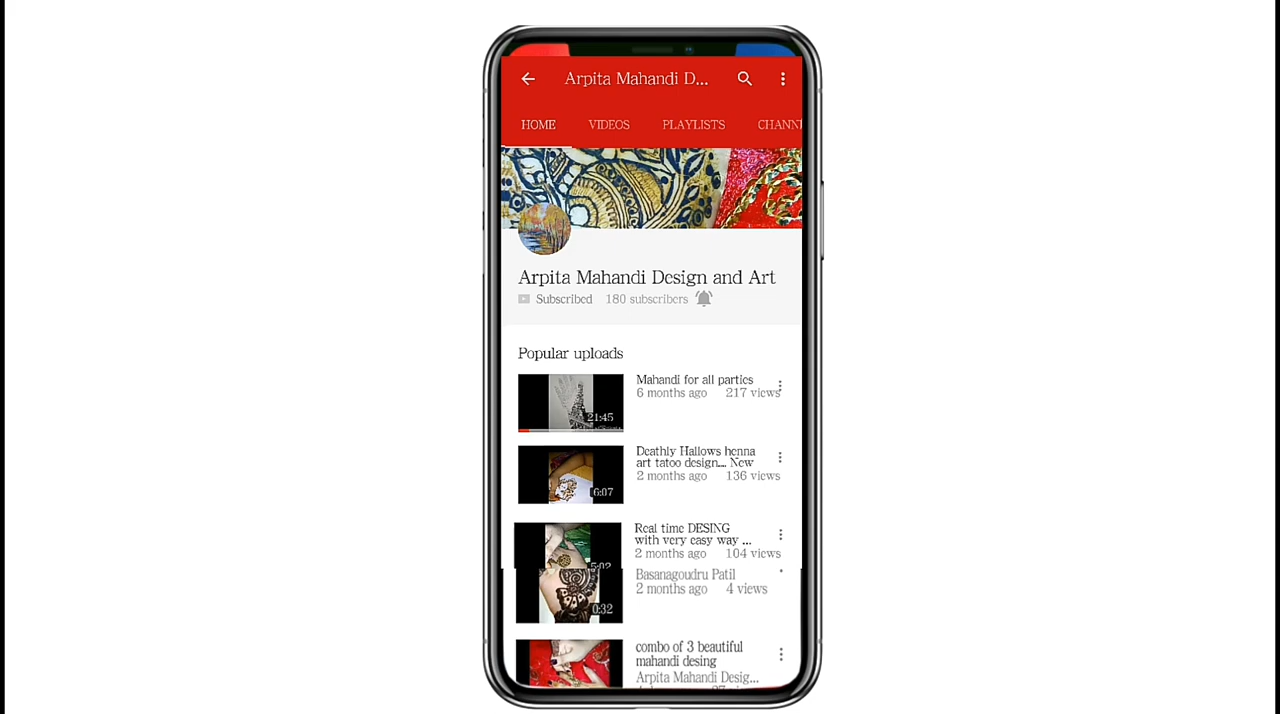 Arpita Mahandi D...
HOME VIDEOS PLAYLISTS CHANN
Arpita Mahandi Design and Art
Subscribed 180 subscribers
Popular uploads
Mahandi for all parties
6 months ago 217 views
21:45
Deathly Hallows henna
art tatoo design.... New
2 months ago 136 views
6:07
Real time DESING
with very easy way ...
2 months ago 104 views
5:02
Basanagoudru Patil
2 months ago 4 views
0:32
combo of 3 beautiful
mahandi desing
Arpita Mahandi Desig...